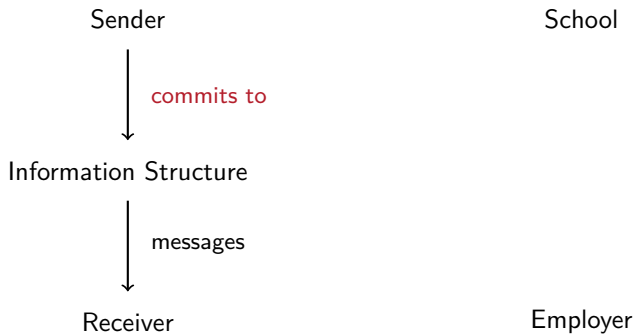 Sender
School
commits to
Information Structure
messages
Receiver
Employer